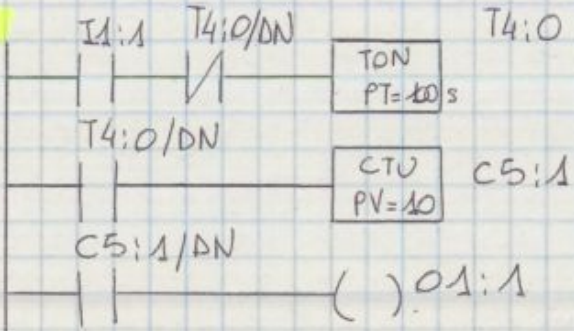 I1:1 T4:0/DN T4:0
TON
PT=100 s
T4:0/DN
CTU C5:1
PV=10
C5:1/DN
O1:1